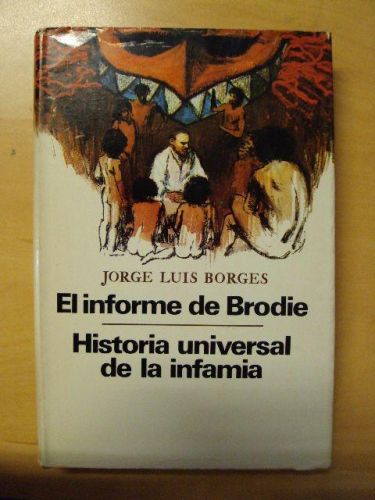 JORGE LUIS BORGES
El informe de Brodie
Historia universal
de la infamia